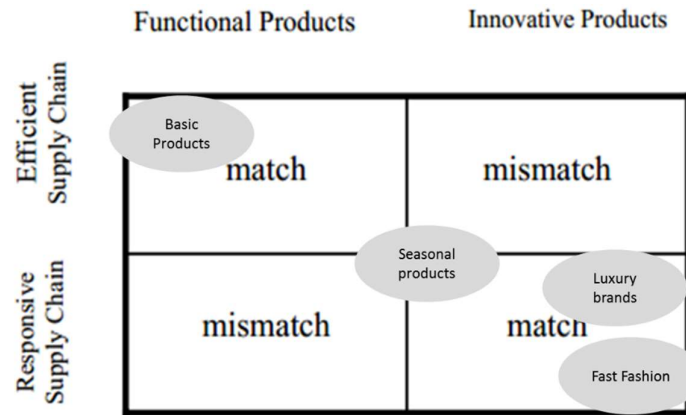 Functional Products
Innovative Products
Efficient
Supply Chain
Basic
Products
match
mismatch
Seasonal
products
Responsive
Supply Chain
Luxury
brands
mismatch
match
Fast Fashion